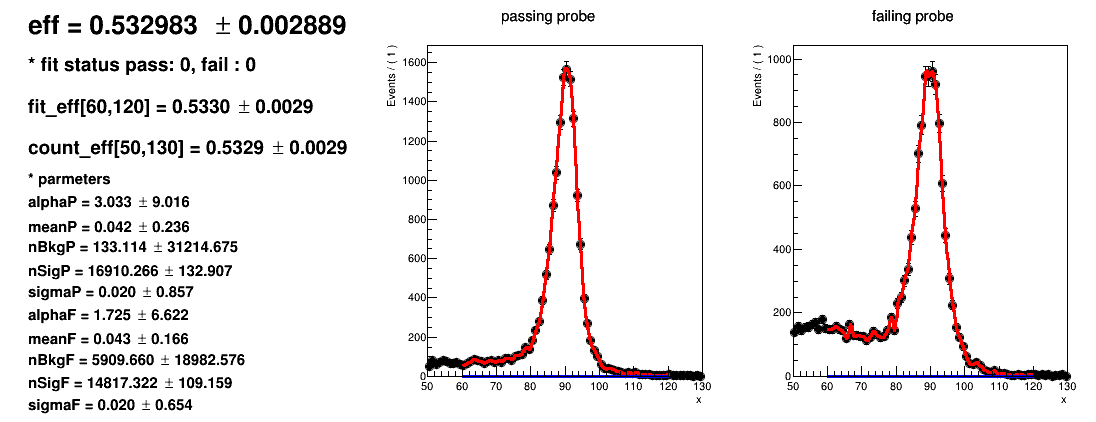 eff = 0.532983 ± 0.002889
* fit status pass: 0, fail : 0
fit_eff[60,120] = 0.5330 ± 0.0029
count_eff[50,130] = 0.5329 ± 0.0029
* parmeters
alphaP = 3.033 ± 9.016
meanP = 0.042 ± 0.236
nBkgP = 133.114 ± 31214.675
nSigP = 16910.266 ± 132.907
sigmaP = 0.020 ± 0.857
alphaF = 1.725 ± 6.622
meanF = 0.043 ± 0.166
nBkgF = 5909.660 ± 18982.576
nSigF = 14817.322 ± 109.159
sigmaF = 0.020 ± 0.654
passing probe
Events / ( 1 )
1600
1400
1200
1000
800
600
400
200
0
50 60 70 80 90 100 110 120 130
x
failing probe
Events / ( 1 )
1000
800
600
400
200
0
50 60 70 80 90 100 110 120 130
x